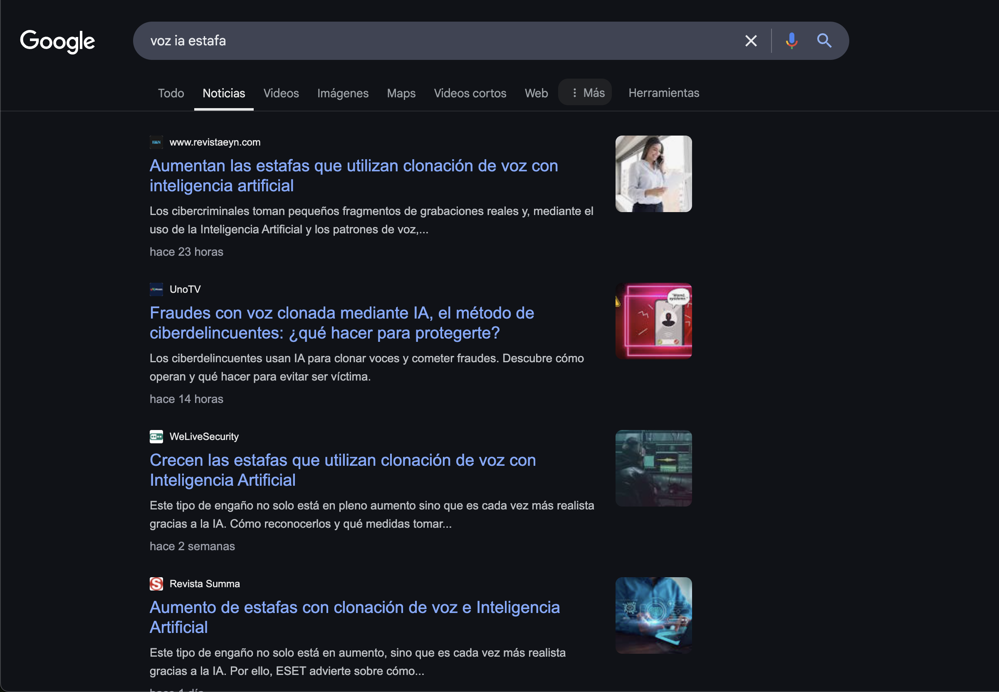 Google
voz ia estafa
Todo
Noticias
Videos
Imágenes
Maps
Videos cortos
Web
Más
Herramientas
www.revistaeyn.com
Aumentan las estafas que utilizan clonación de voz con
inteligencia artificial
Los cibercriminales toman pequeños fragmentos de grabaciones reales y, mediante el
uso de la Inteligencia Artificial y los patrones de voz,...
hace 23 horas
UnoTV
Fraudes con voz clonada mediante IA, el método de
ciberdelincuentes: ¿qué hacer para protegerte?
Los ciberdelincuentes usan IA para clonar voces y cometer fraudes. Descubre cómo
operan y qué hacer para evitar ser víctima.
hace 14 horas
WeLiveSecurity
Crecen las estafas que utilizan clonación de voz con
Inteligencia Artificial
Este tipo de engaño no solo está en pleno aumento sino que es cada vez más realista
gracias a la IA. Cómo reconocerlos y qué medidas tomar...
hace 2 semanas
Revista Summa
Aumento de estafas con clonación de voz e Inteligencia
Artificial
Este tipo de engaño no solo está en aumento, sino que es cada vez más realista
gracias a la IA. Por ello, ESET advierte sobre cómo...
hace 1 día